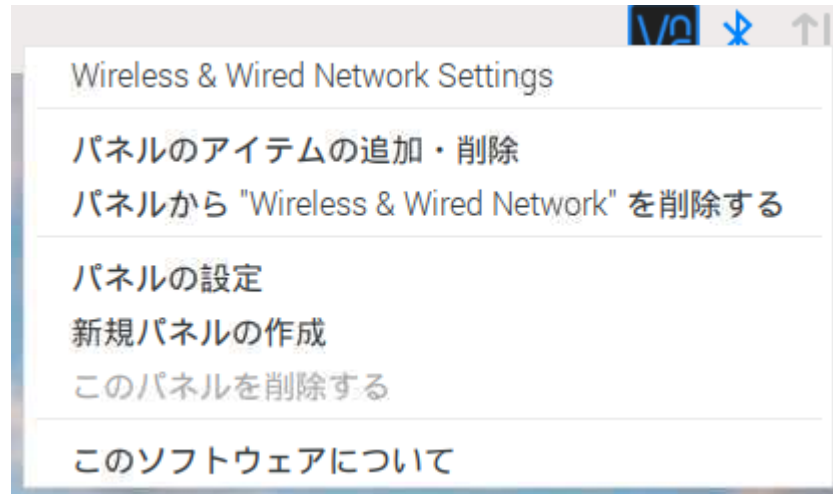 Wireless & Wired Network Settings
パネルのアイテムの追加・削除
パネルから "Wireless & Wired Network" を削除する
パネルの設定
新規パネルの作成
このパネルを削除する
このソフトウェアについて